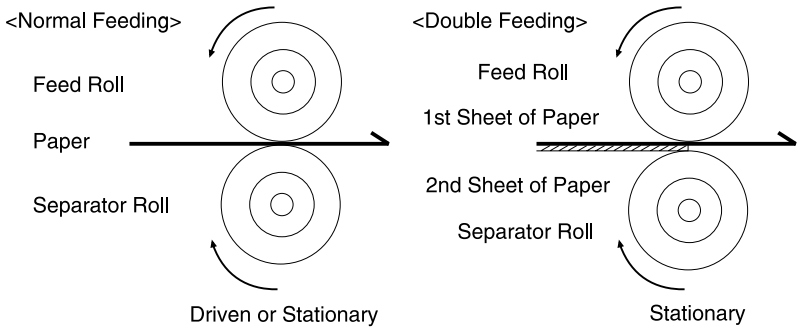 <Normal Feeding>
Feed Roll
Paper
Separator Roll
Driven or Stationary
<Double Feeding>
Feed Roll
1st Sheet of Paper
2nd Sheet of Paper
Separator Roll
Stationary